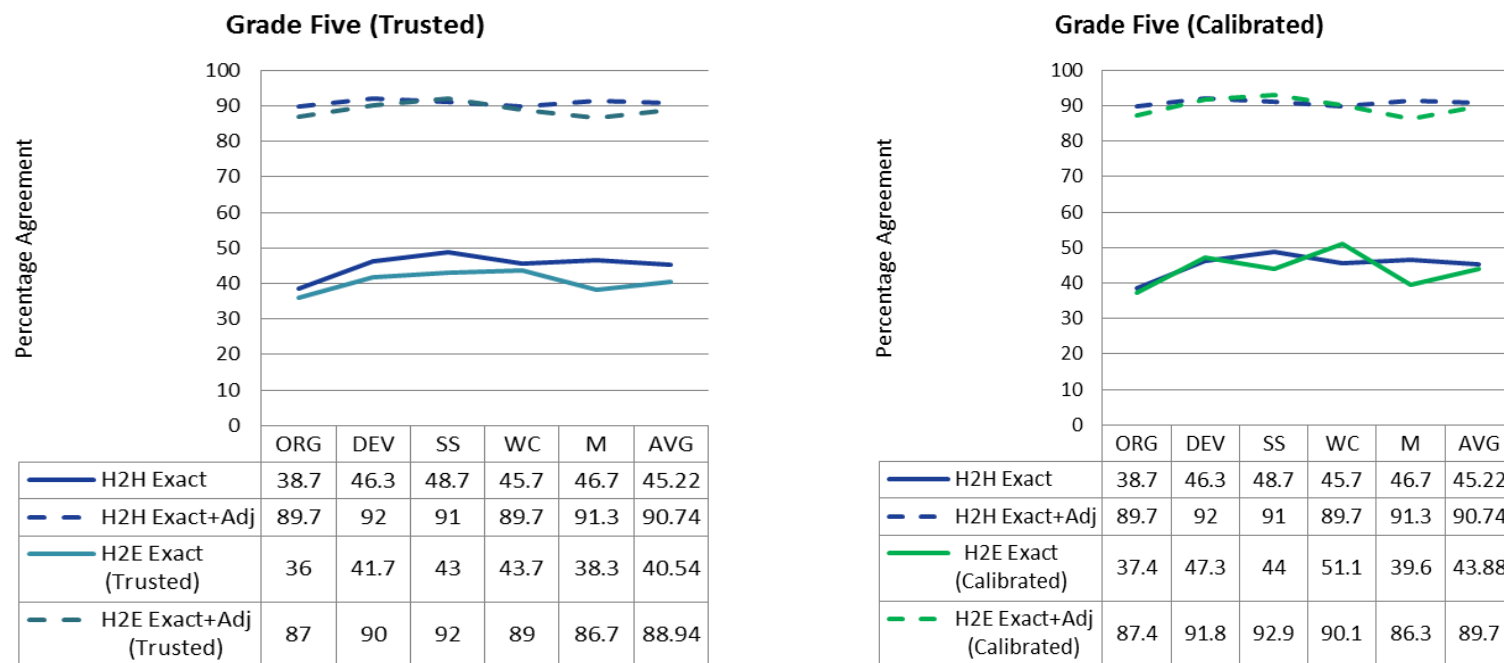 Grade Five (Trusted)
Percentage Agreement
100
90
80
70
60
50
40
30
20
10
0
ORG DEV SS WC M AVG
H2H Exact 38.7 46.3 48.7 45.7 46.7 45.22
H2H Exact+Adj 89.7 92 91 89.7 91.3 90.74
H2E Exact
(Trusted) 36 41.7 43 43.7 38.3 40.54
H2E Exact+Adj
(Trusted) 87 90 92 89 86.7 88.94
Grade Five (Calibrated)
Percentage Agreement
100
90
80
70
60
50
40
30
20
10
0
ORG DEV SS WC M AVG
H2H Exact 38.7 46.3 48.7 45.7 46.7 45.22
H2H Exact+Adj 89.7 92 91 89.7 91.3 90.74
H2E Exact
(Calibrated) 37.4 47.3 44 51.1 39.6 43.88
H2E Exact+Adj
(Calibrated) 87.4 91.8 92.9 90.1 86.3 89.7